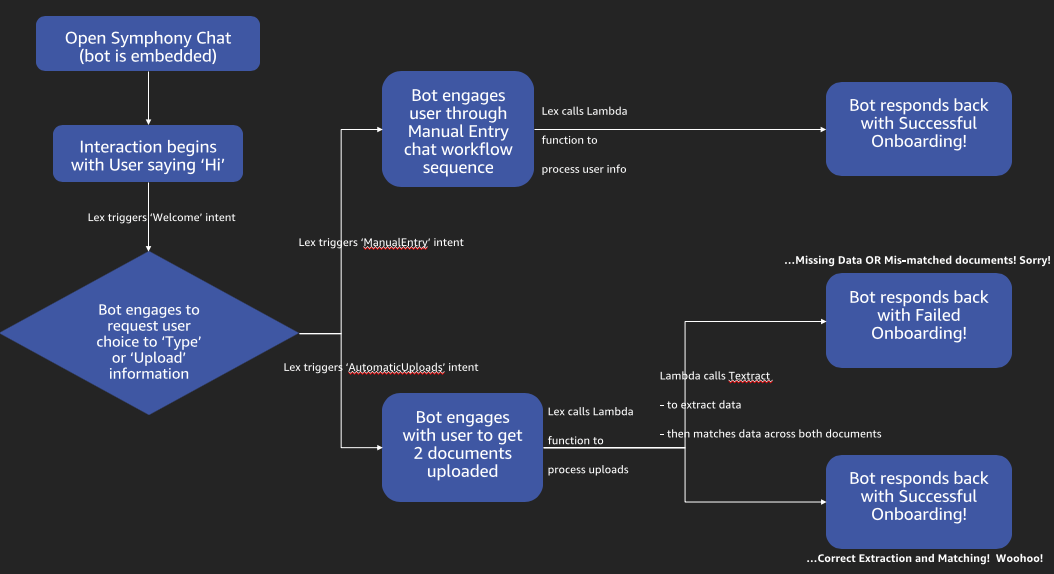 Open Symphony Chat
(bot is embedded)
Interaction begins
with User saying ‘Hi’
Lex triggers ‘Welcome’ intent
Bot engages to
request user
choice to ‘Type’
or ‘Upload’
information
Lex triggers ‘ManualEntry’ intent
Bot engages
user through
Manual Entry
chat workflow
sequence
Lex calls Lambda
function to
process user info
Bot responds back
with Successful
Onboarding!
Lex triggers ‘AutomaticUploads’ intent
Bot engages
with user to get
2 documents
uploaded
Lex calls Lambda
function to
process uploads
Lambda calls Textract
- to extract data
- then matches data across both documents
...Missing Data OR Mis-matched documents! Sorry!
Bot responds back
with Failed
Onboarding!
Bot responds back
with Successful
Onboarding!
...Correct Extraction and Matching! Woohoo!